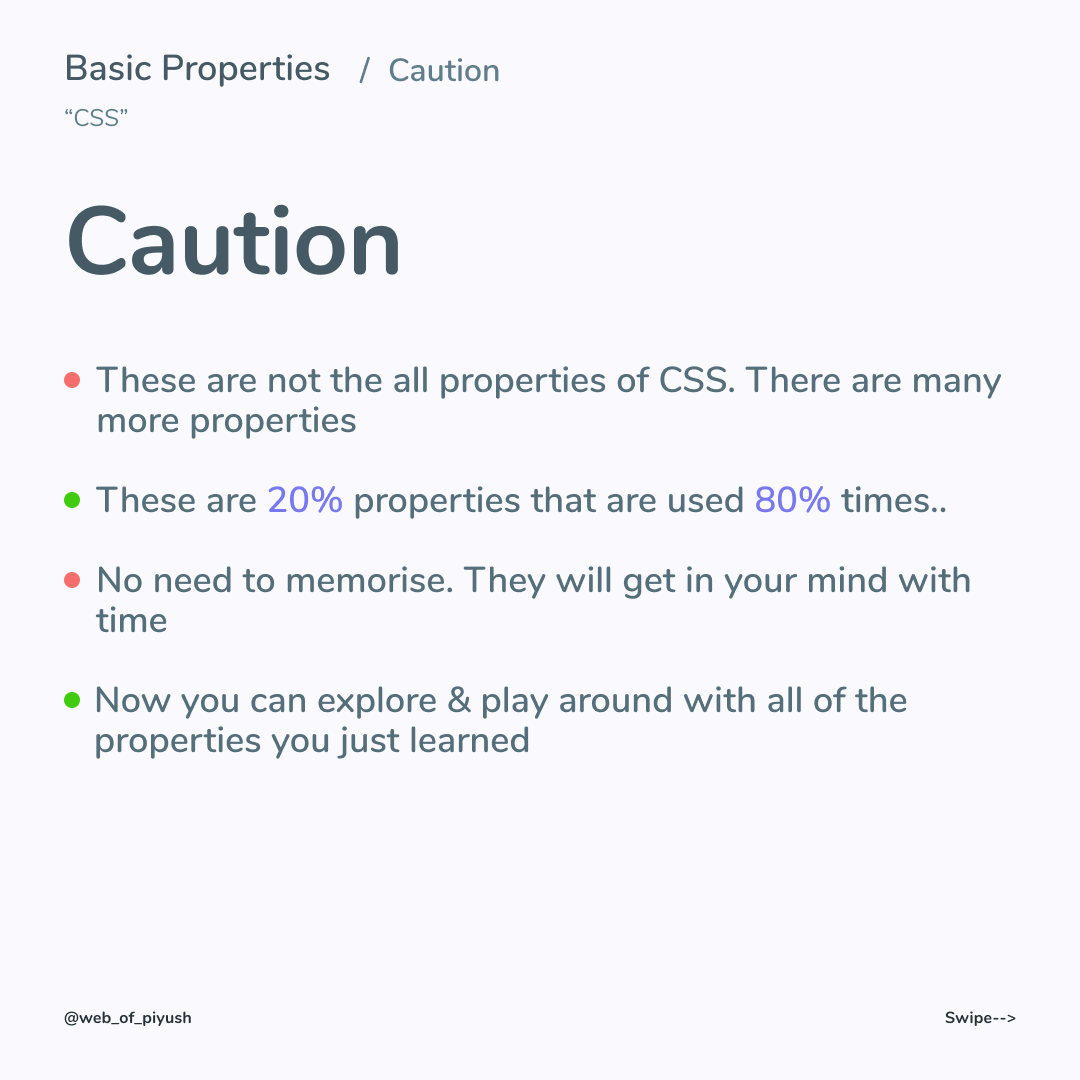 Basic Properties / Caution
“CSS”
Caution
These are not the all properties of CSS. There are many
more properties
These are 20% properties that are used 80% times..
No need to memorise. They will get in your mind with
time
Now you can explore & play around with all of the
properties you just learned
@web_of_piyush
Swipe-->